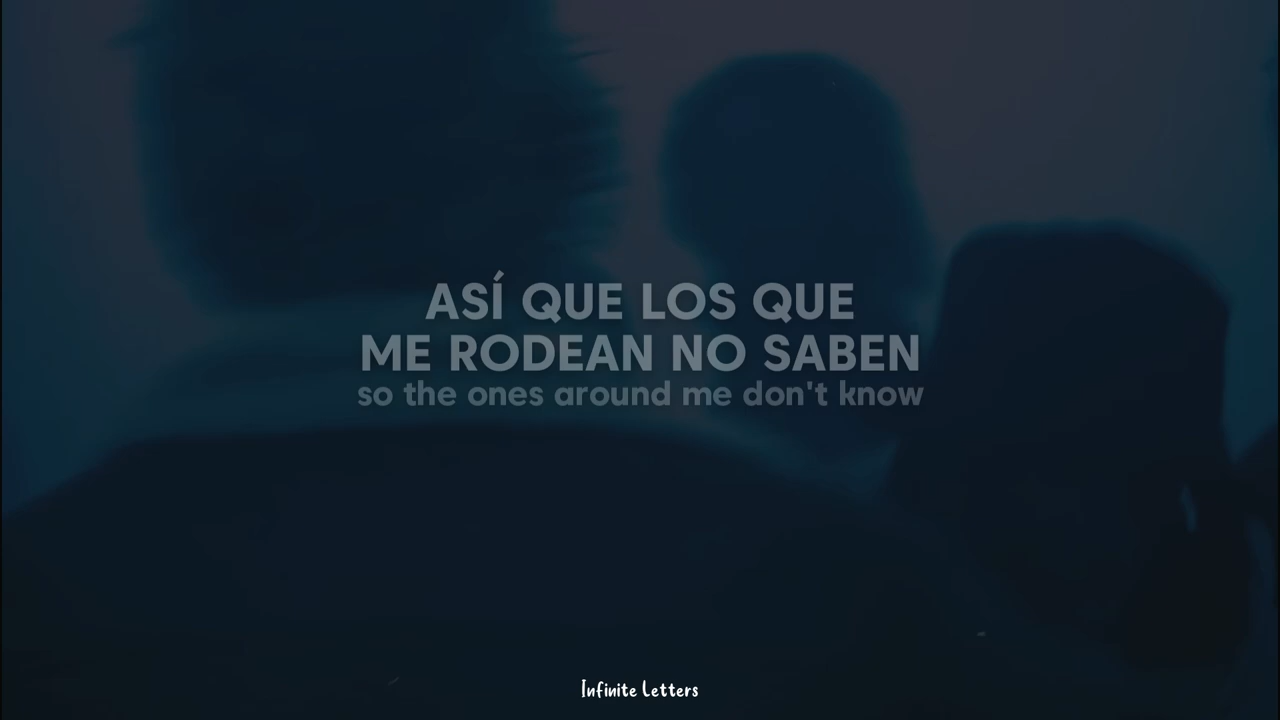 ASÍ QUE LOS QUE
ME RODEAN NO SABEN
so the ones around me don't know
Infinite Letters